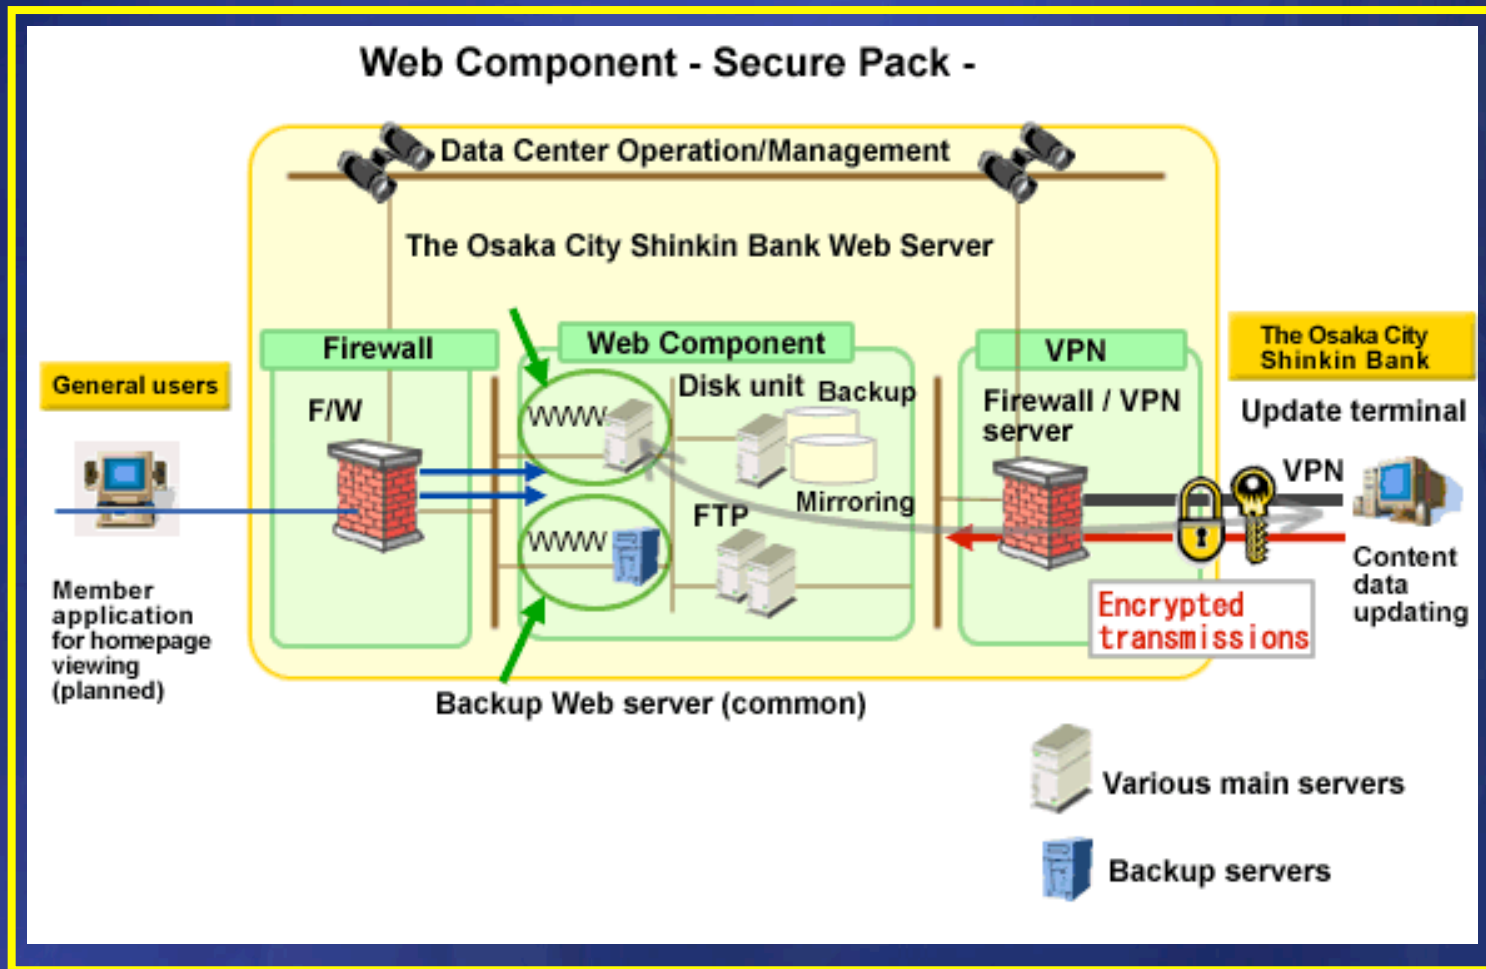 Web Component - Secure Pack -
Data Center Operation/Management
The Osaka City Shinkin Bank Web Server
General users
Member
application
for homepage
viewing
(planned)
Firewall
F/W
Web Component
WWW
Disk unit
Backup
Mirroring
WWW
FTP
Backup Web server (common)
VPN
Firewall / VPN
server
Encrypted
transmissions
The Osaka City
Shinkin Bank
Update terminal
VPN
Content
data
updating
Various main servers
Backup servers